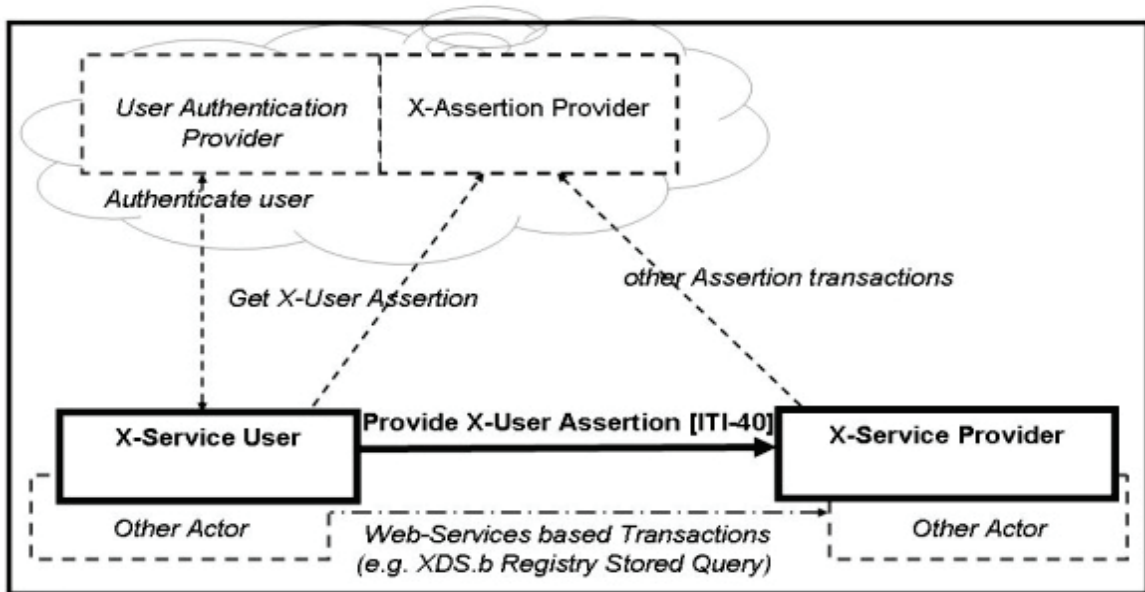 User Authentication
Provider
X-Assertion Provider
Authenticate user
Get X-User Assertion
other Assertion transactions
X-Service User
Provide X-User Assertion [ITI-40]
X-Service Provider
Other Actor
Web-Services based Transactions
(e.g. XDS.b Registry Stored Query)
Other Actor